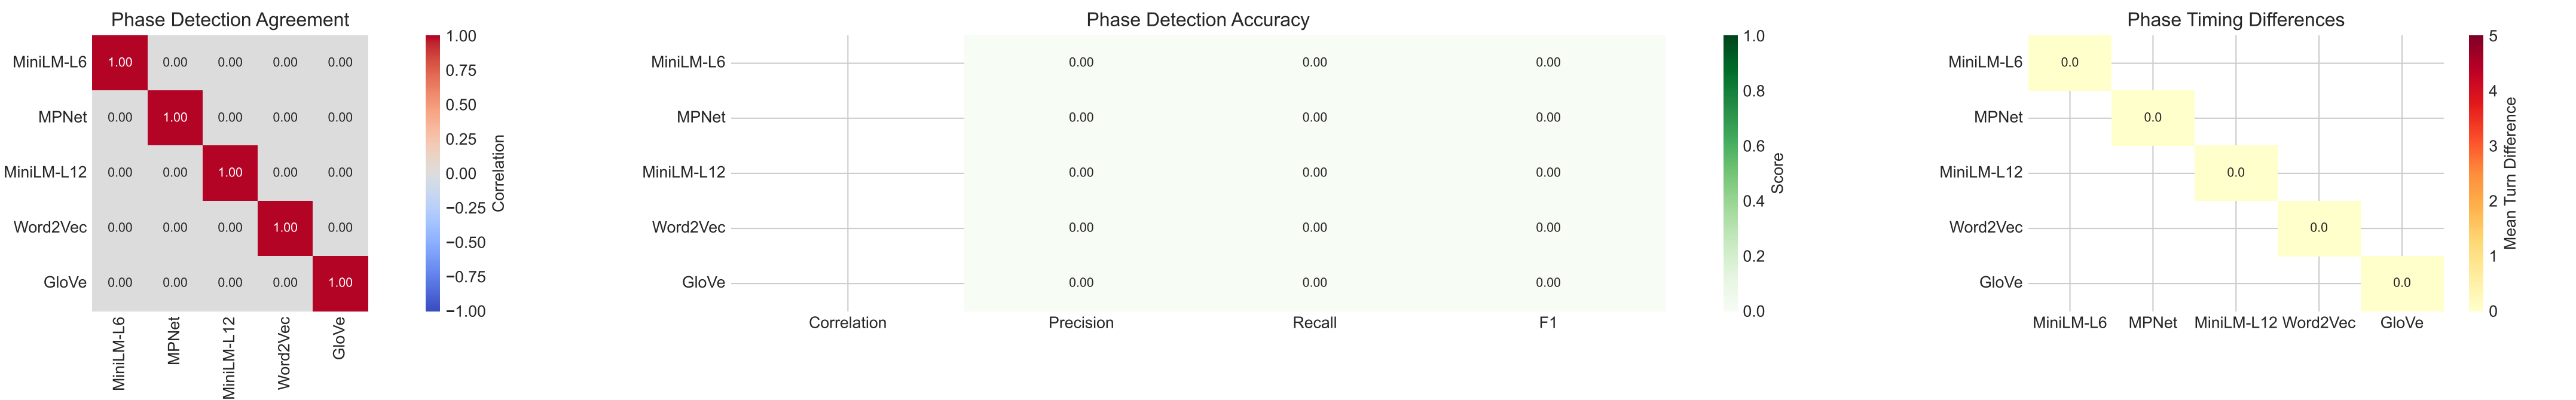 Phase Detection Agreement
MiniLM-L6 1.00 0.00 0.00 0.00 0.00
MPNet 0.00 1.00 0.00 0.00 0.00
MiniLM-L12 0.00 0.00 1.00 0.00 0.00
Word2Vec 0.00 0.00 0.00 1.00 0.00
GloVe 0.00 0.00 0.00 0.00 1.00
MiniLM-L6 MPNet MiniLM-L12 Word2Vec GloVe
1.00
0.75
0.50
0.25
0.00
−0.25
−0.50
−0.75
−1.00
Correlation
Phase Detection Accuracy
MiniLM-L6 0.00 0.00 0.00
MPNet 0.00 0.00 0.00
MiniLM-L12 0.00 0.00 0.00
Word2Vec 0.00 0.00 0.00
GloVe 0.00 0.00 0.00
Correlation Precision Recall F1
1.0
0.8
0.6
0.4
0.2
0.0
Score
Phase Timing Differences
MiniLM-L6 0.0
MPNet 0.0
MiniLM-L12 0.0
Word2Vec 0.0
GloVe 0.0
MiniLM-L6 MPNet MiniLM-L12 Word2Vec GloVe
5
4
3
2
1
0
Mean Turn Difference